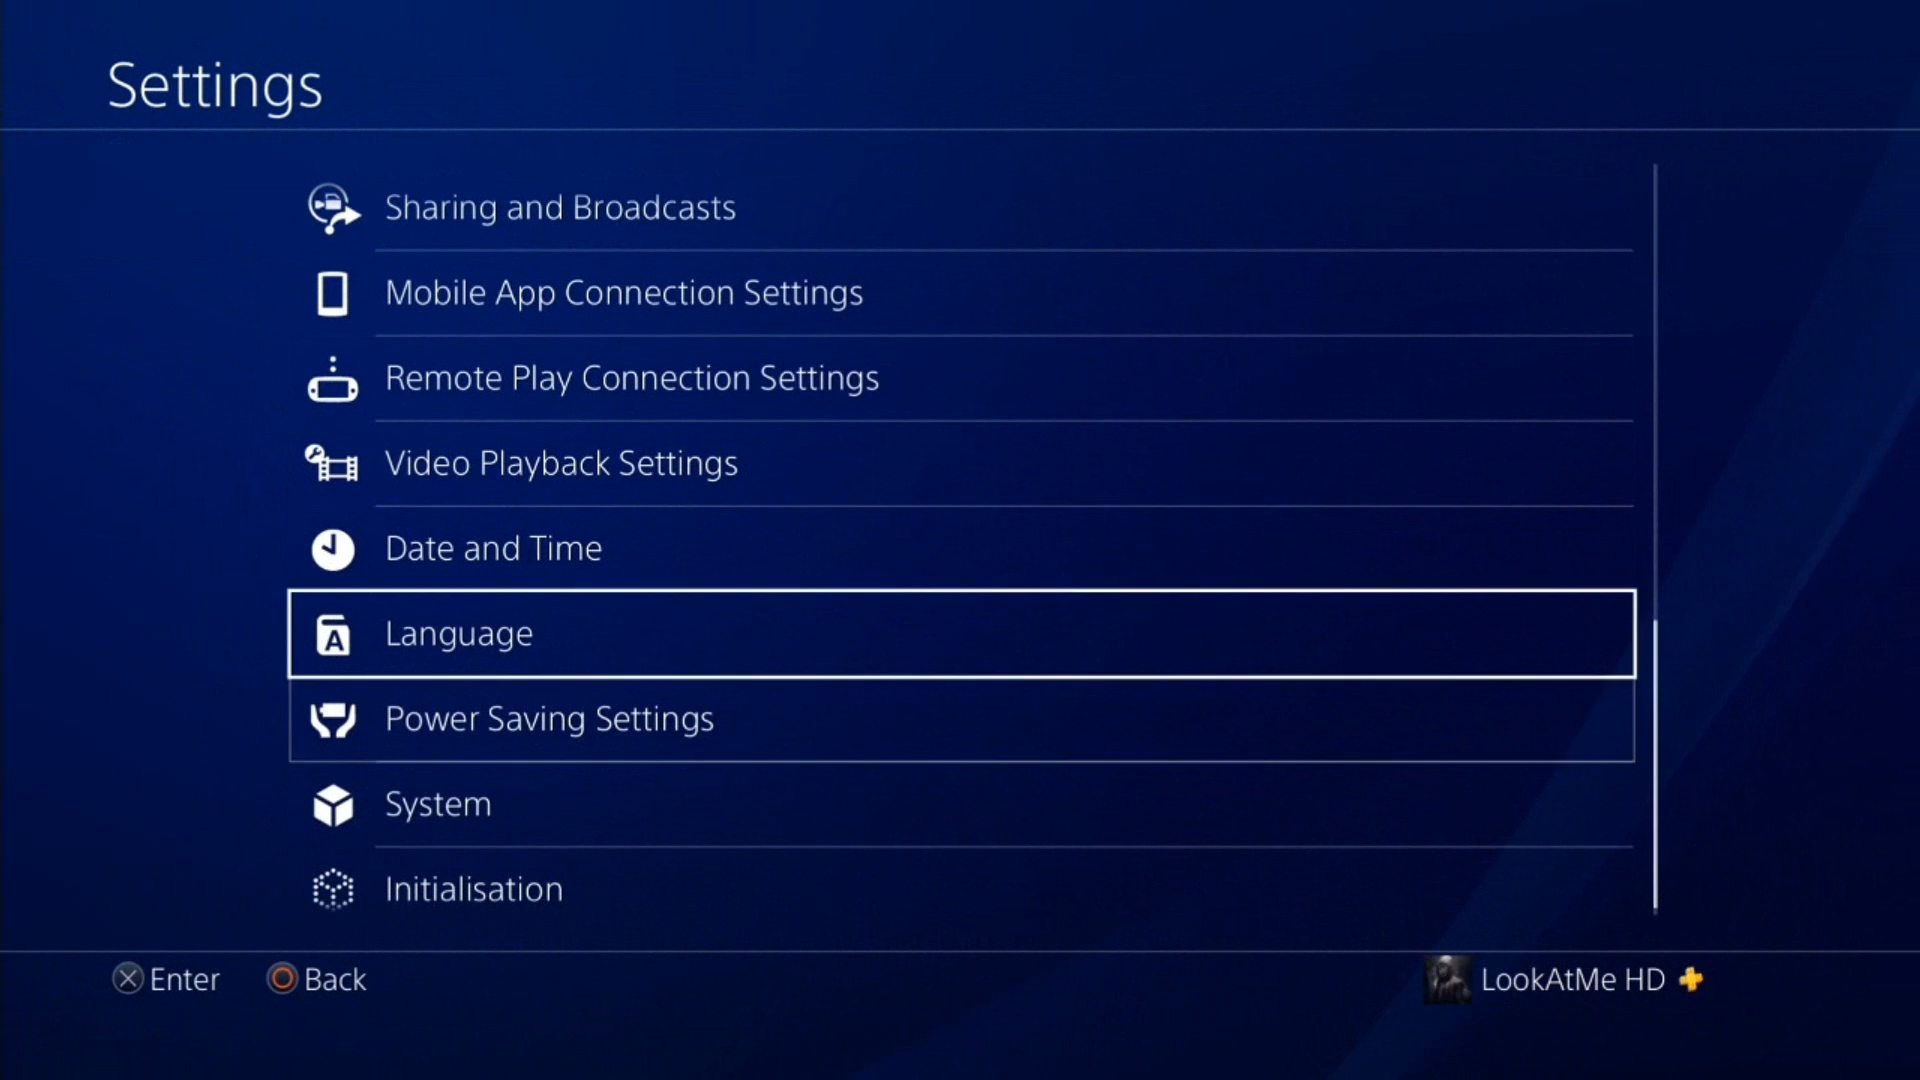 Settings
Sharing and Broadcasts
Mobile App Connection Settings
Remote Play Connection Settings
Video Playback Settings
Date and Time
A Language
Power Saving Settings
System
Initialisation
Enter Back LookAtMe HD